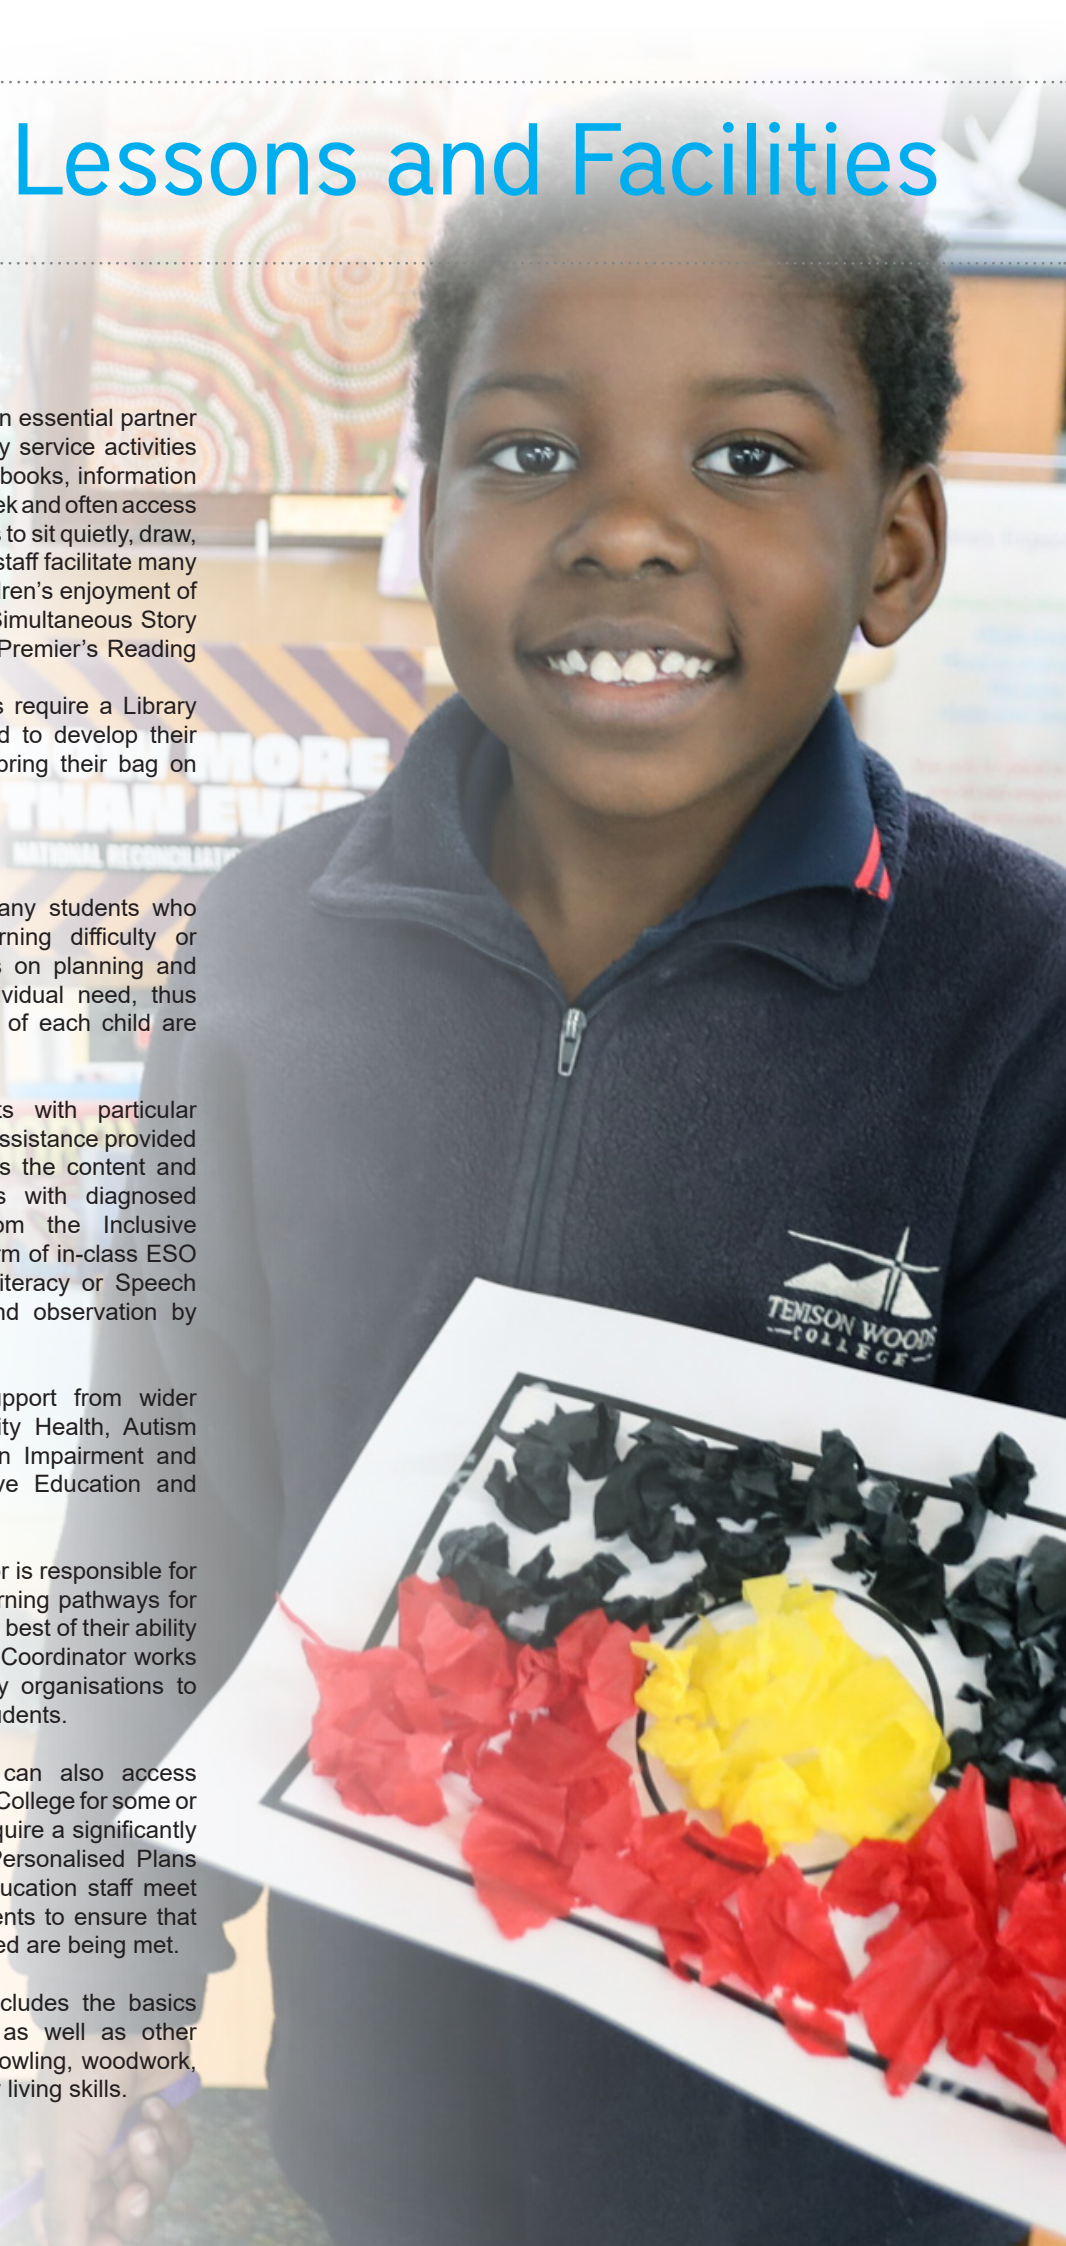 Lessons and Facilities
n essential partner
y service activities
books, information
ek and often access
to sit quietly, draw,
staff facilitate many
dren's enjoyment of
Simultaneous Story
Premier's Reading
s require a Library
d to develop their
bring their bag on
MORE
THAN EVER
NATIONAL RECONCILIATI
any students who
rning difficulty or
s on planning and
vidual need, thus
of each child are
ts with particular
ssistance provided
s the content and
s with diagnosed
om the Inclusive
rm of in-class ESO
iteracy or Speech
nd observation by
TENISON WOODS
COLLEGE
upport from wider
ity Health, Autism
n Impairment and
ve Education and
r is responsible for
rning pathways for
best of their ability
Coordinator works
y organisations to
udents.
can also access
College for some or
quire a significantly
Personalised Plans
ucation staff meet
ents to ensure that
ed are being met.
cludes the basics
as well as other
owling, woodwork,
living skills.